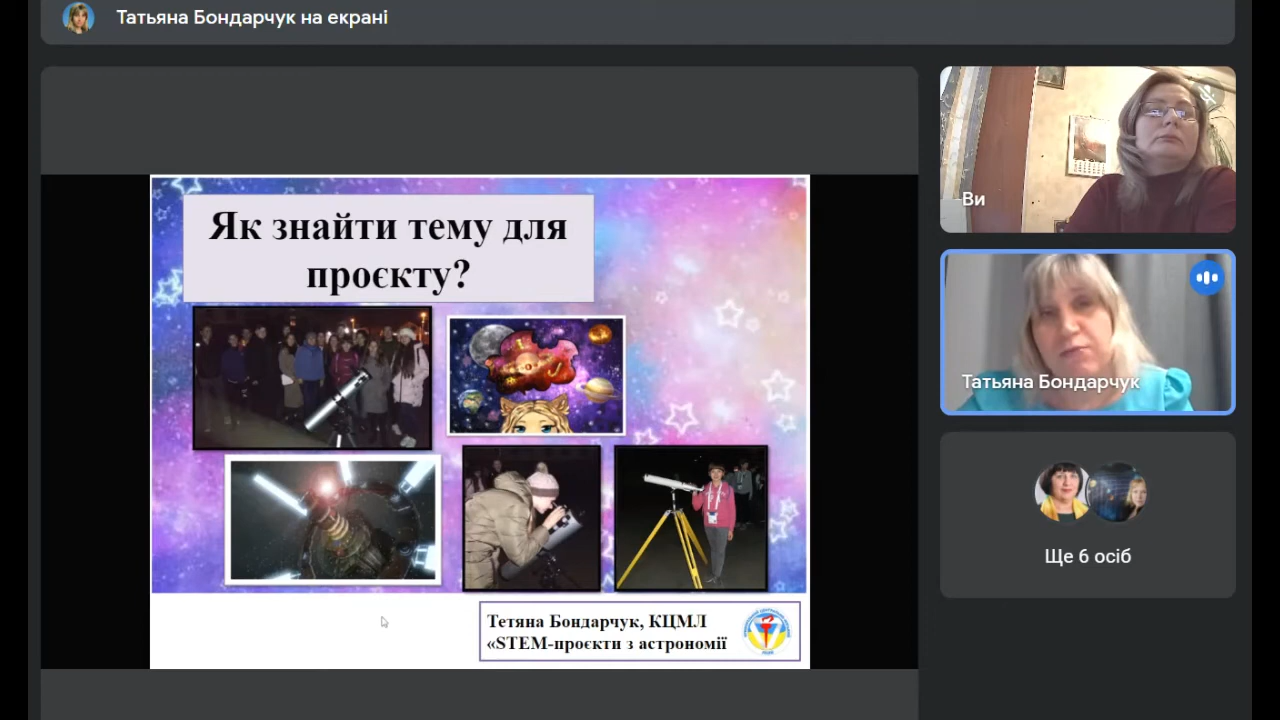 Татьяна Бондарчук на екрані
Як знайти тему для
проєкту?
Тетяна Бондарчук, КЦМЛ
«STEM-проєкти з астрономії
Ви
Татьяна Бондарчук
Ще 6 осіб